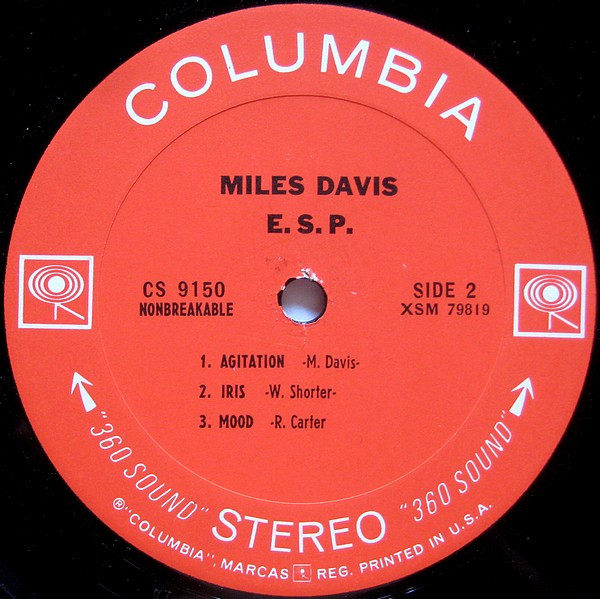 COLUMBIA
MILES DAVIS
E. S. P.
CS 9150
NONBREAKABLE
SIDE 2
XSM 79819
1. AGITATION -M. Davis-
2. IRIS -W. Shorter-
3. MOOD -R. Carter
"360 SOUND" STEREO "360 SOUND"
® "COLUMBIA", MARCAS REG. PRINTED IN U.S.A.